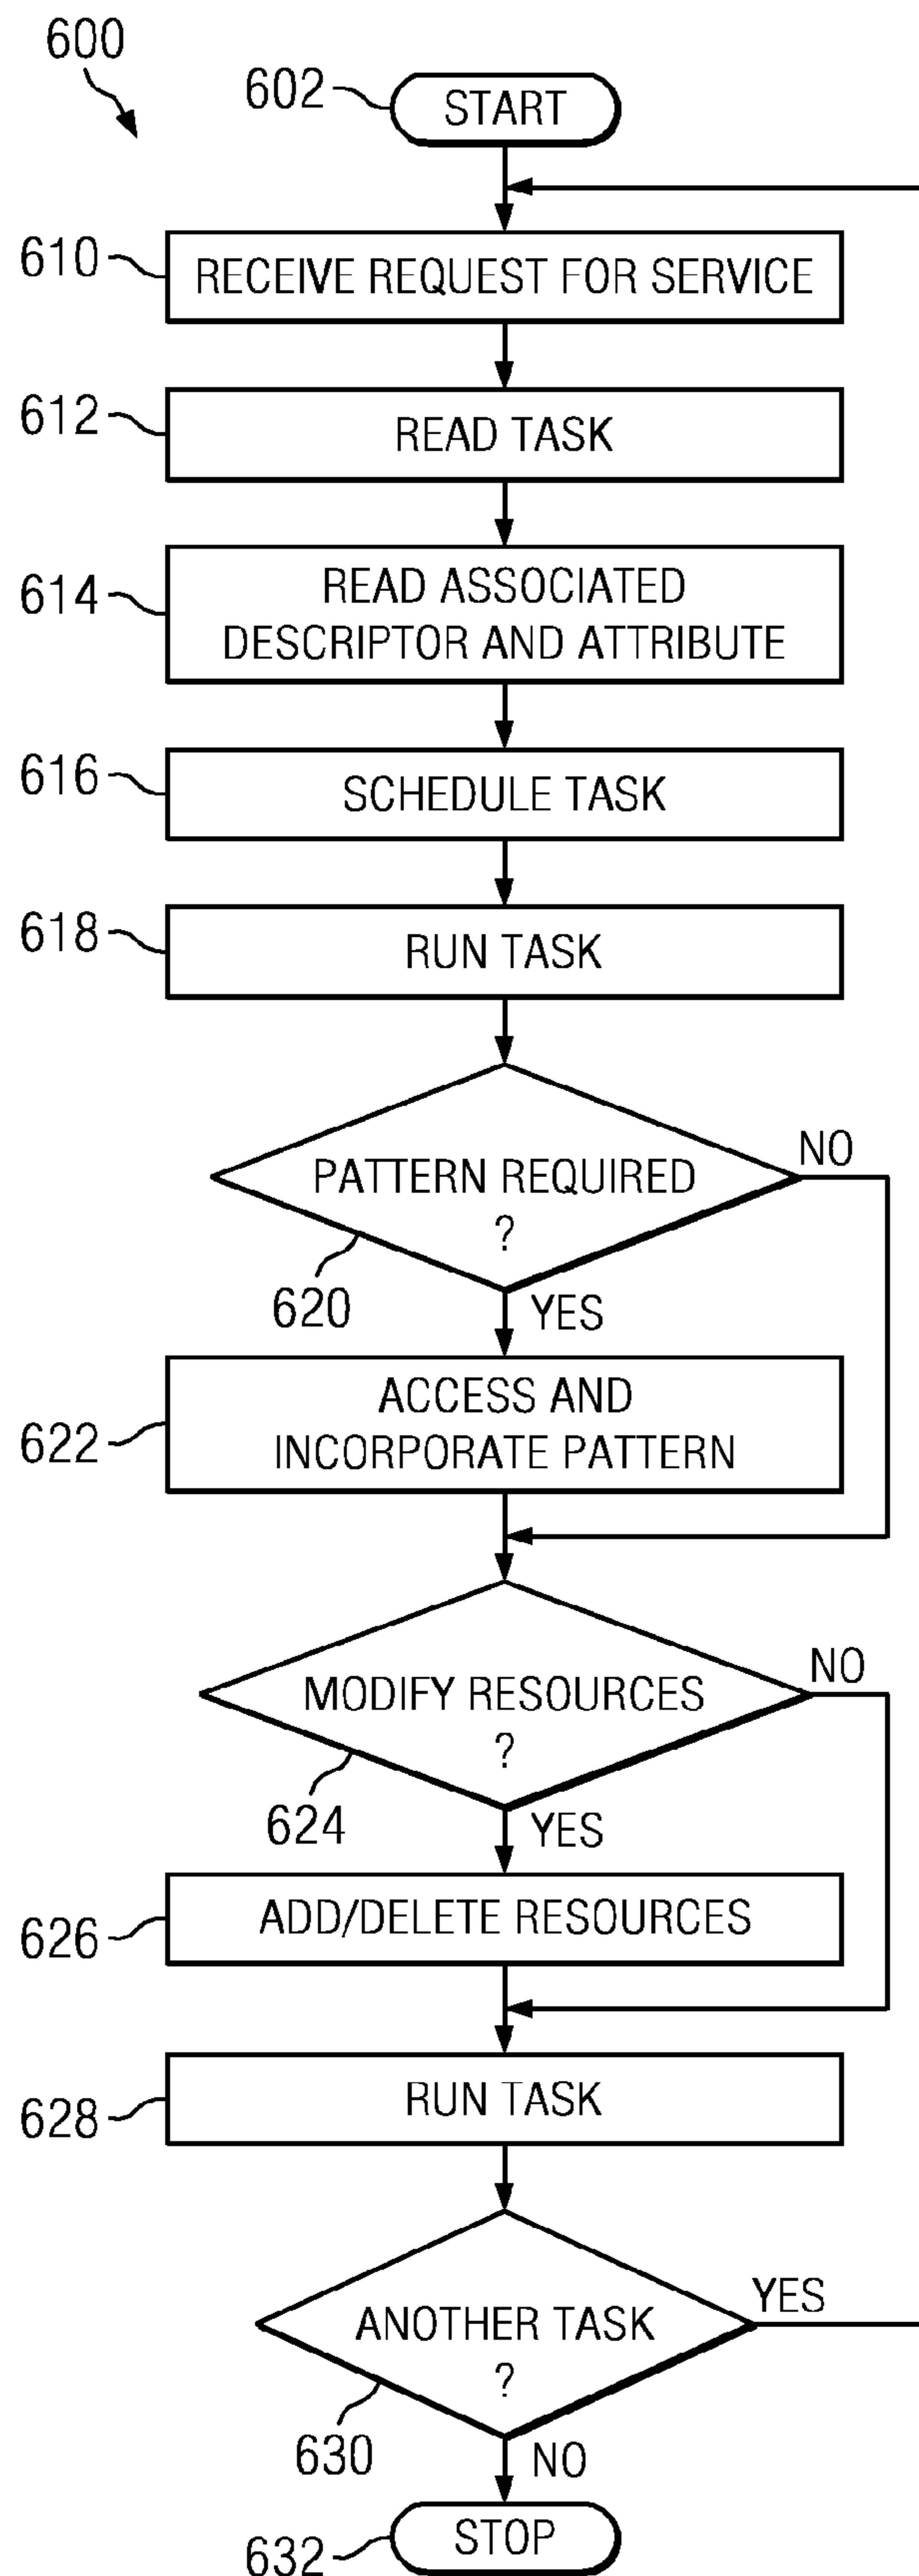 600
602
START
610
RECEIVE REQUEST FOR SERVICE
612
READ TASK
614
READ ASSOCIATED
DESCRIPTOR AND ATTRIBUTE
616
SCHEDULE TASK
618
RUN TASK
NO
PATTERN REQUIRED
?
620
YES
622
ACCESS AND
INCORPORATE PATTERN
NO
MODIFY RESOURCES
?
624
YES
626
ADD/DELETE RESOURCES
628
RUN TASK
YES
ANOTHER TASK
?
630
NO
632
STOP